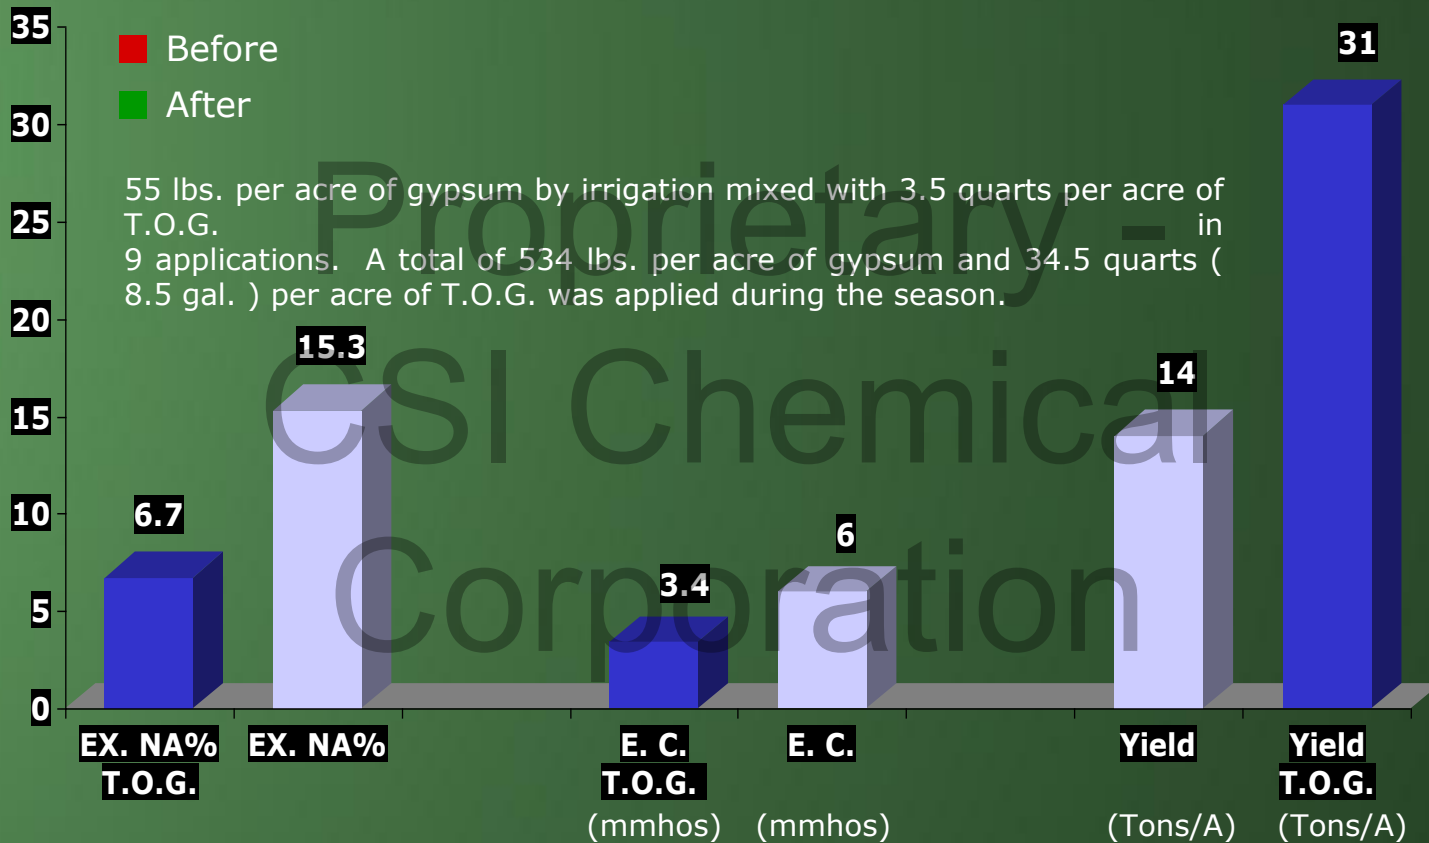 35
30
25
20
15
10
5
0
Before
After
55 lbs. per acre of gypsum by irrigation mixed with 3.5 quarts per acre of
T.O.G. in
9 applications. A total of 534 lbs. per acre of gypsum and 34.5 quarts (
8.5 gal. ) per acre of T.O.G. was applied during the season.
Proprietary -
CSI Chemical
Corporation
6.7
15.3
3.4
6
14
31
EX. NA%
T.O.G.
EX. NA%
E. C.
T.O.G.
(mmhos)
E. C.
(mmhos)
Yield
(Tons/A)
Yield
T.O.G.
(Tons/A)